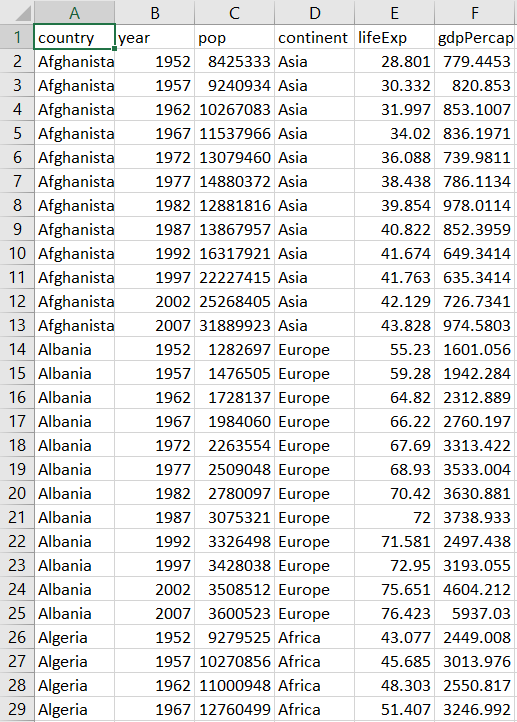 A B C D E F
1 country year pop continent lifeExp gdpPercap
2 Afghanista 1952 8425333 Asia 28.801 779.4453
3 Afghanista 1957 9240934 Asia 30.332 820.853
4 Afghanista 1962 10267083 Asia 31.997 853.1007
5 Afghanista 1967 11537966 Asia 34.02 836.1971
6 Afghanista 1972 13079460 Asia 36.088 739.9811
7 Afghanista 1977 14880372 Asia 38.438 786.1134
8 Afghanista 1982 12881816 Asia 39.854 978.0114
9 Afghanista 1987 13867957 Asia 40.822 852.3959
10 Afghanista 1992 16317921 Asia 41.674 649.3414
11 Afghanista 1997 22227415 Asia 41.763 635.3414
12 Afghanista 2002 25268405 Asia 42.129 726.7341
13 Afghanista 2007 31889923 Asia 43.828 974.5803
14 Albania 1952 1282697 Europe 55.23 1601.056
15 Albania 1957 1476505 Europe 59.28 1942.284
16 Albania 1962 1728137 Europe 64.82 2312.889
17 Albania 1967 1984060 Europe 66.22 2760.197
18 Albania 1972 2263554 Europe 67.69 3313.422
19 Albania 1977 2509048 Europe 68.93 3533.004
20 Albania 1982 2780097 Europe 70.42 3630.881
21 Albania 1987 3075321 Europe 72 3738.933
22 Albania 1992 3326498 Europe 71.581 2497.438
23 Albania 1997 3428038 Europe 72.95 3193.055
24 Albania 2002 3508512 Europe 75.651 4604.212
25 Albania 2007 3600523 Europe 76.423 5937.03
26 Algeria 1952 9279525 Africa 43.077 2449.008
27 Algeria 1957 10270856 Africa 45.685 3013.976
28 Algeria 1962 11000948 Africa 48.303 2550.817
29 Algeria 1967 12760499 Africa 51.407 3246.992